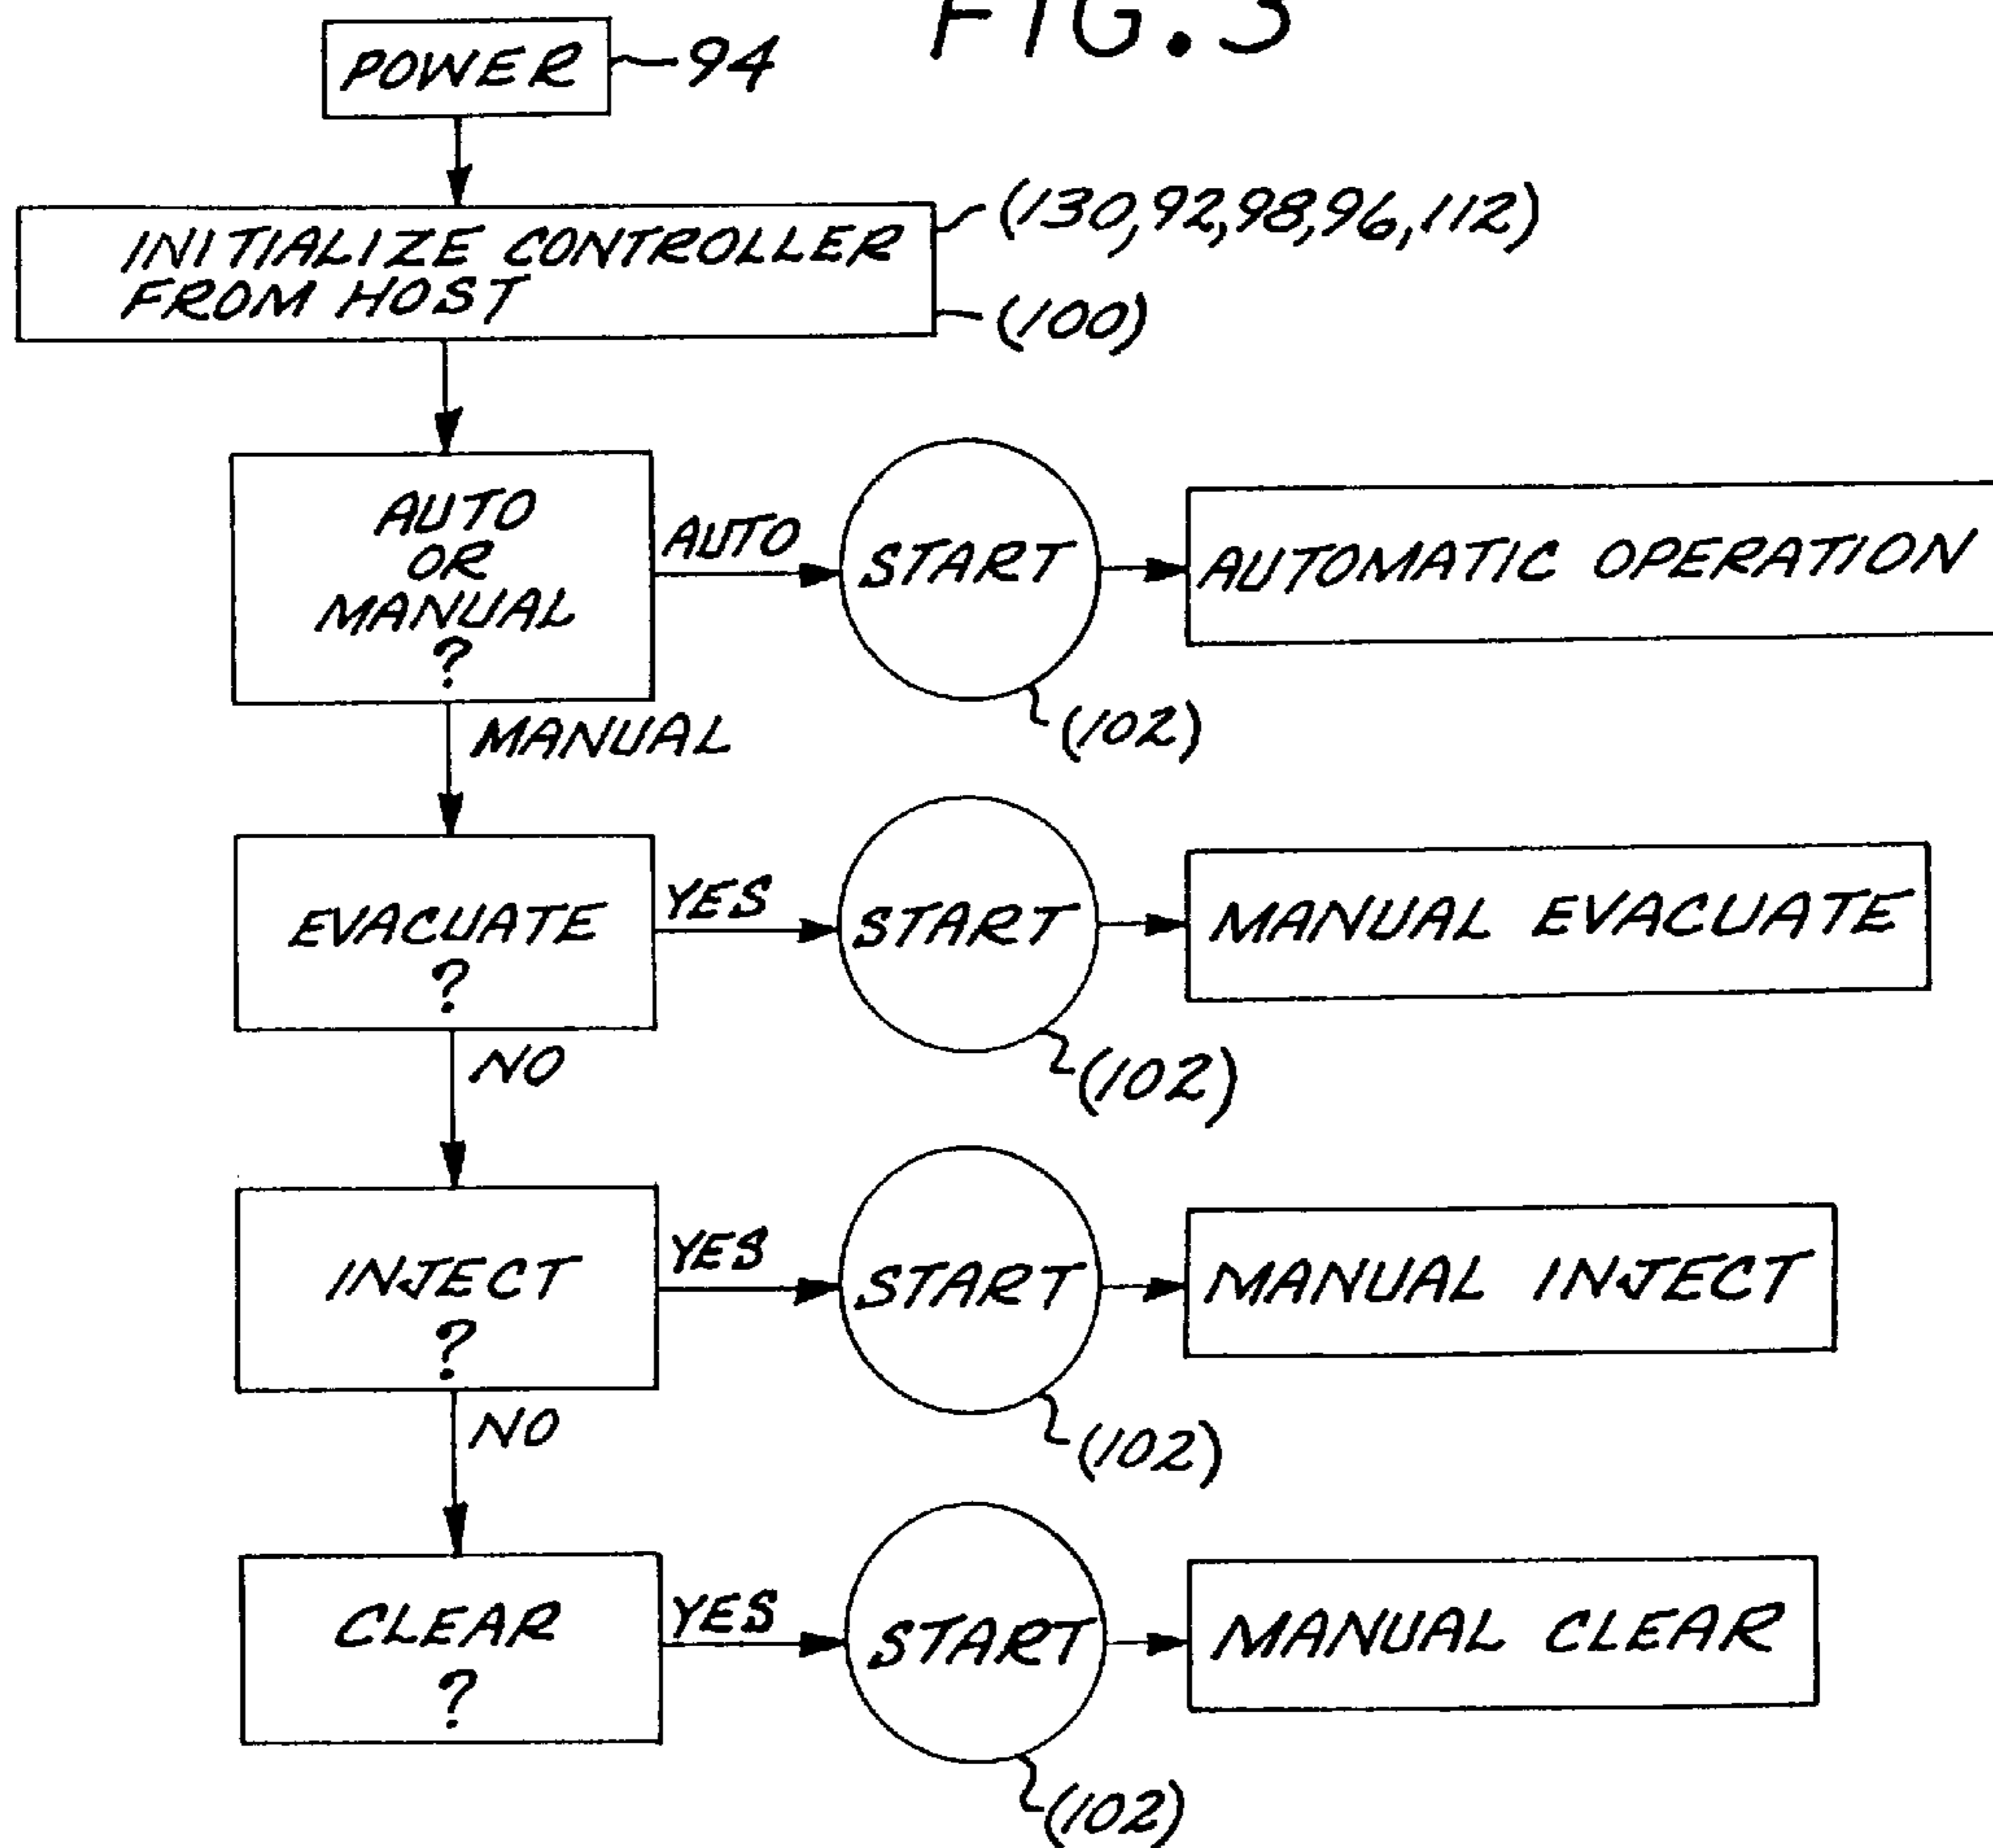 FIG. 3
POWER
94
INITIALIZE CONTROLLER
FROM HOST
(130,92,98,96,112)
(100)
AUTO
OR
MANUAL
?
AUTO
START
AUTOMATIC OPERATION
(102)
MANUAL
EVACUATE
?
YES
START
MANUAL EVACUATE
(102)
NO
INJECT
?
YES
START
MANUAL INJECT
(102)
NO
CLEAR
?
YES
START
MANUAL CLEAR
(102)